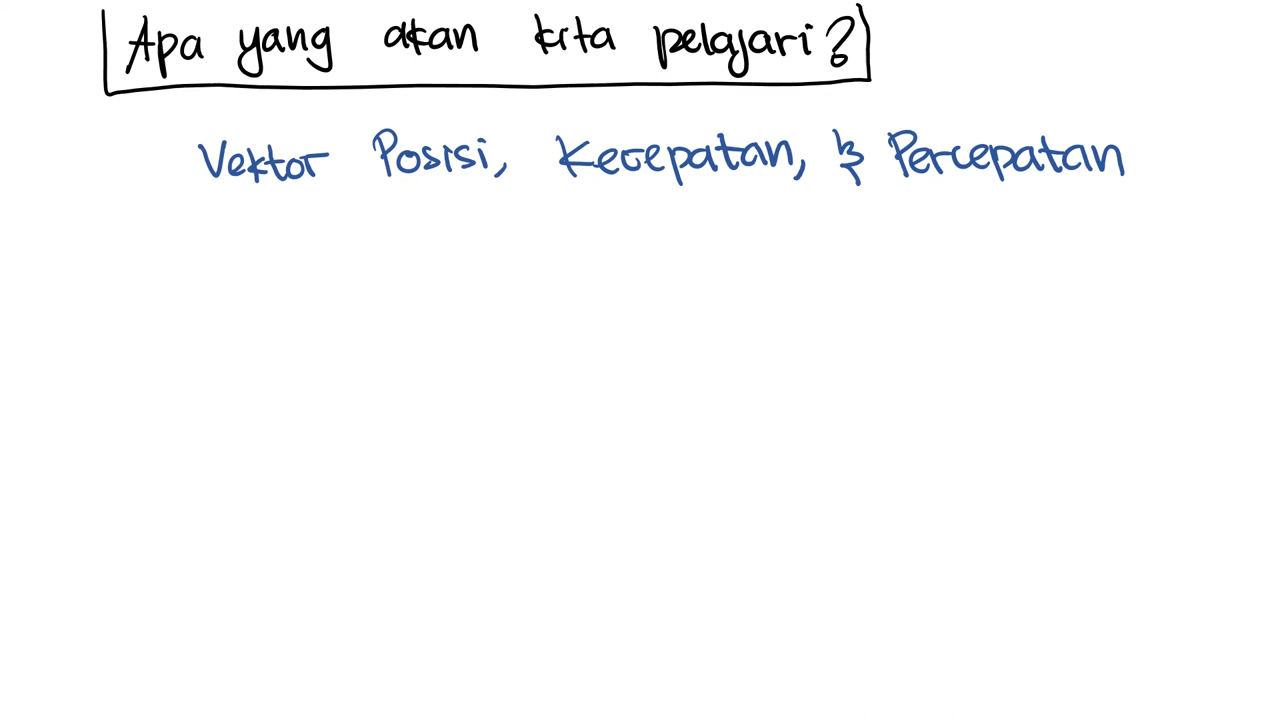 Apa yang akan kita pelajari?
Vektor Posisi, Kecepatan, & Percepatan